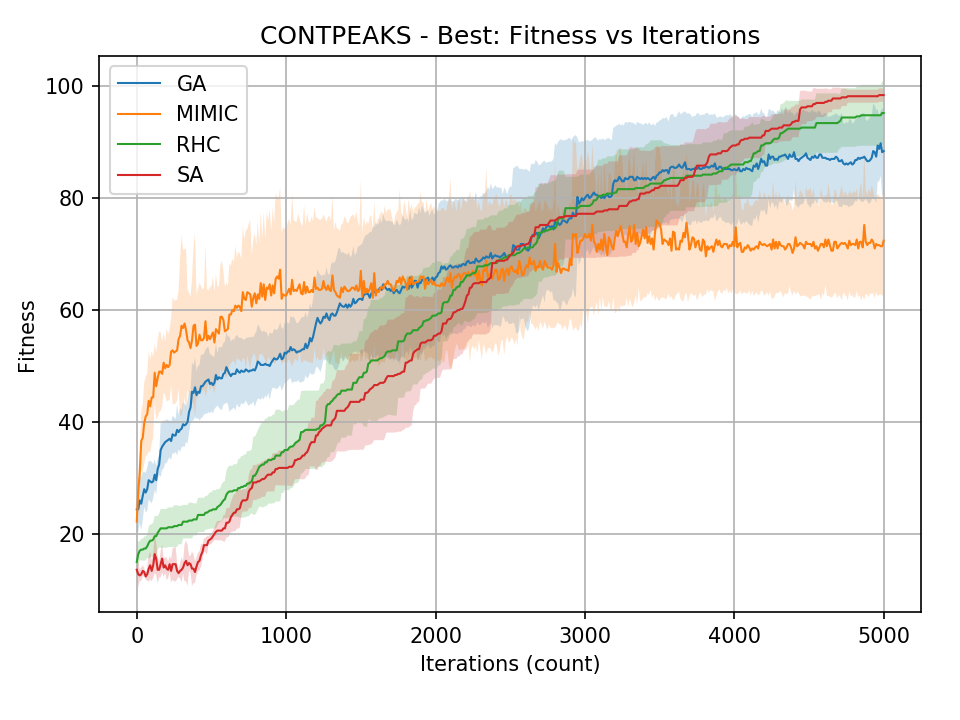 CONTPEAKS - Best: Fitness vs Iterations
GA
MIMIC
RHC
SA
100
80
60
40
20
Fitness
0
1000
2000
3000
4000
5000
Iterations (count)